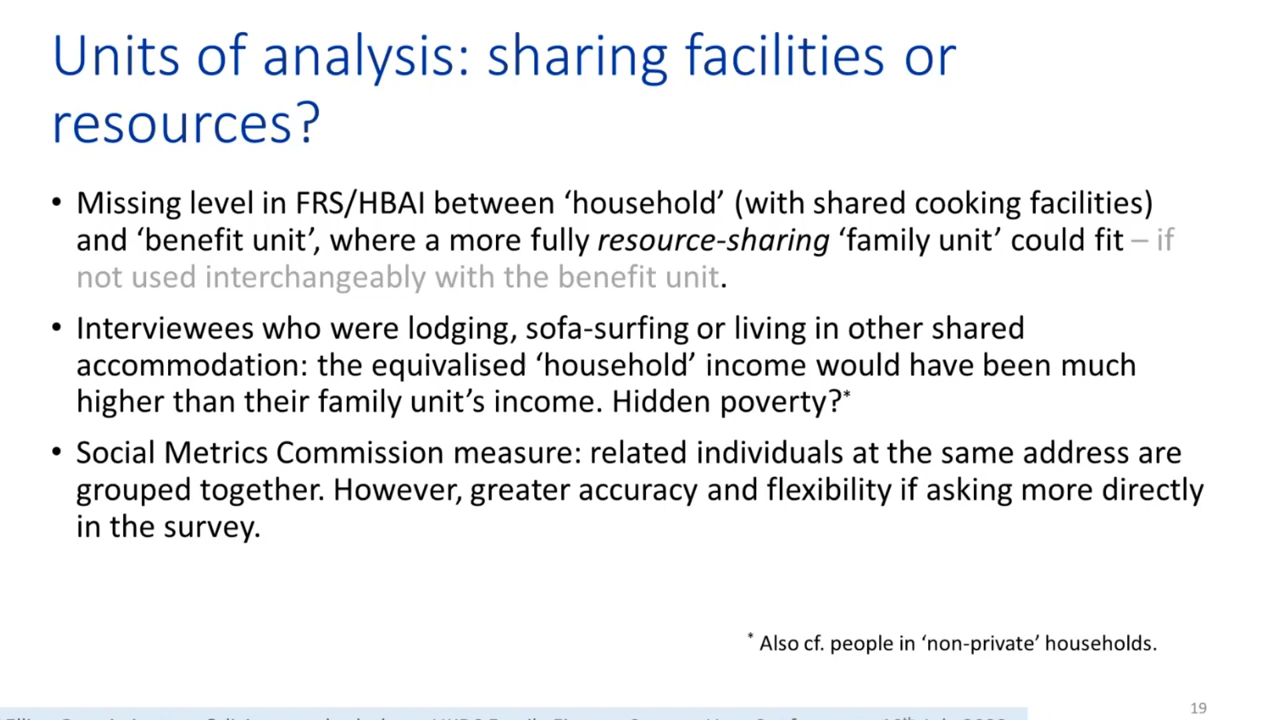 Units of analysis: sharing facilities or
resources?
• Missing level in FRS/HBAI between ‘household’ (with shared cooking facilities)
and ‘benefit unit’, where a more fully resource-sharing ‘family unit’ could fit – if
not used interchangeably with the benefit unit.
• Interviewees who were lodging, sofa-surfing or living in other shared
accommodation: the equivalised ‘household’ income would have been much
higher than their family unit’s income. Hidden poverty?*
• Social Metrics Commission measure: related individuals at the same address are
grouped together. However, greater accuracy and flexibility if asking more directly
in the survey.
* Also cf. people in ‘non-private’ households.
19